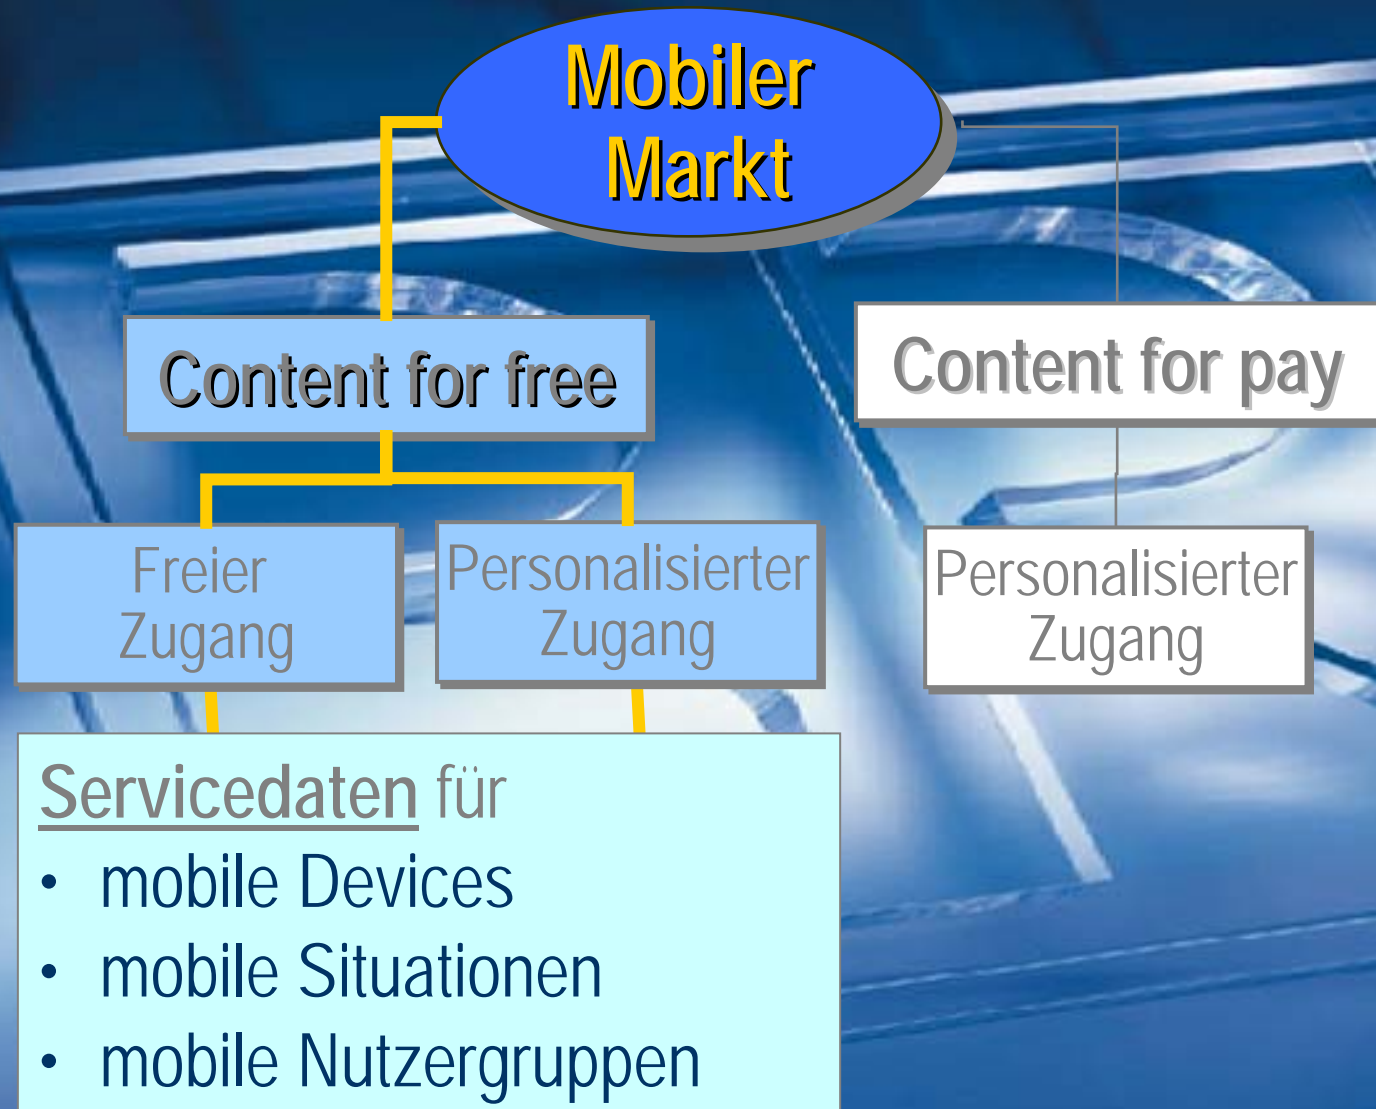 Mobiler
Markt
Content for free
Content for pay
Freier
Zugang
Personalisierter
Zugang
Personalisierter
Zugang
Servicedaten für
• mobile Devices
• mobile Situationen
• mobile Nutzergruppen